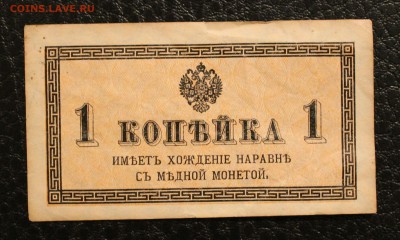 COINS.LAVE.RU
1 КОПѢЙКА 1
ИМѢЕТЪ ХОЖДЕНІЕ НАРАВНѢ
СЪ МѢДНОЙ МОНЕТОЙ.